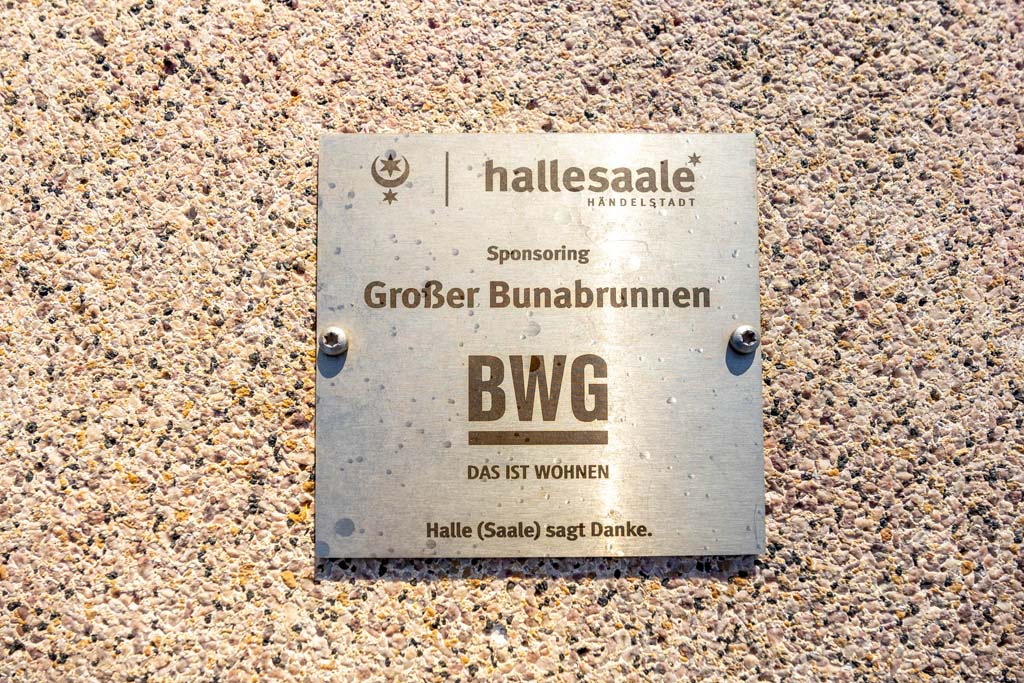 hallesaale*
HÄNDELSTADT
Sponsoring
Großer Bunabrunnen
BWG
DAS IST WOHNEN
Halle (Saale) sagt Danke.